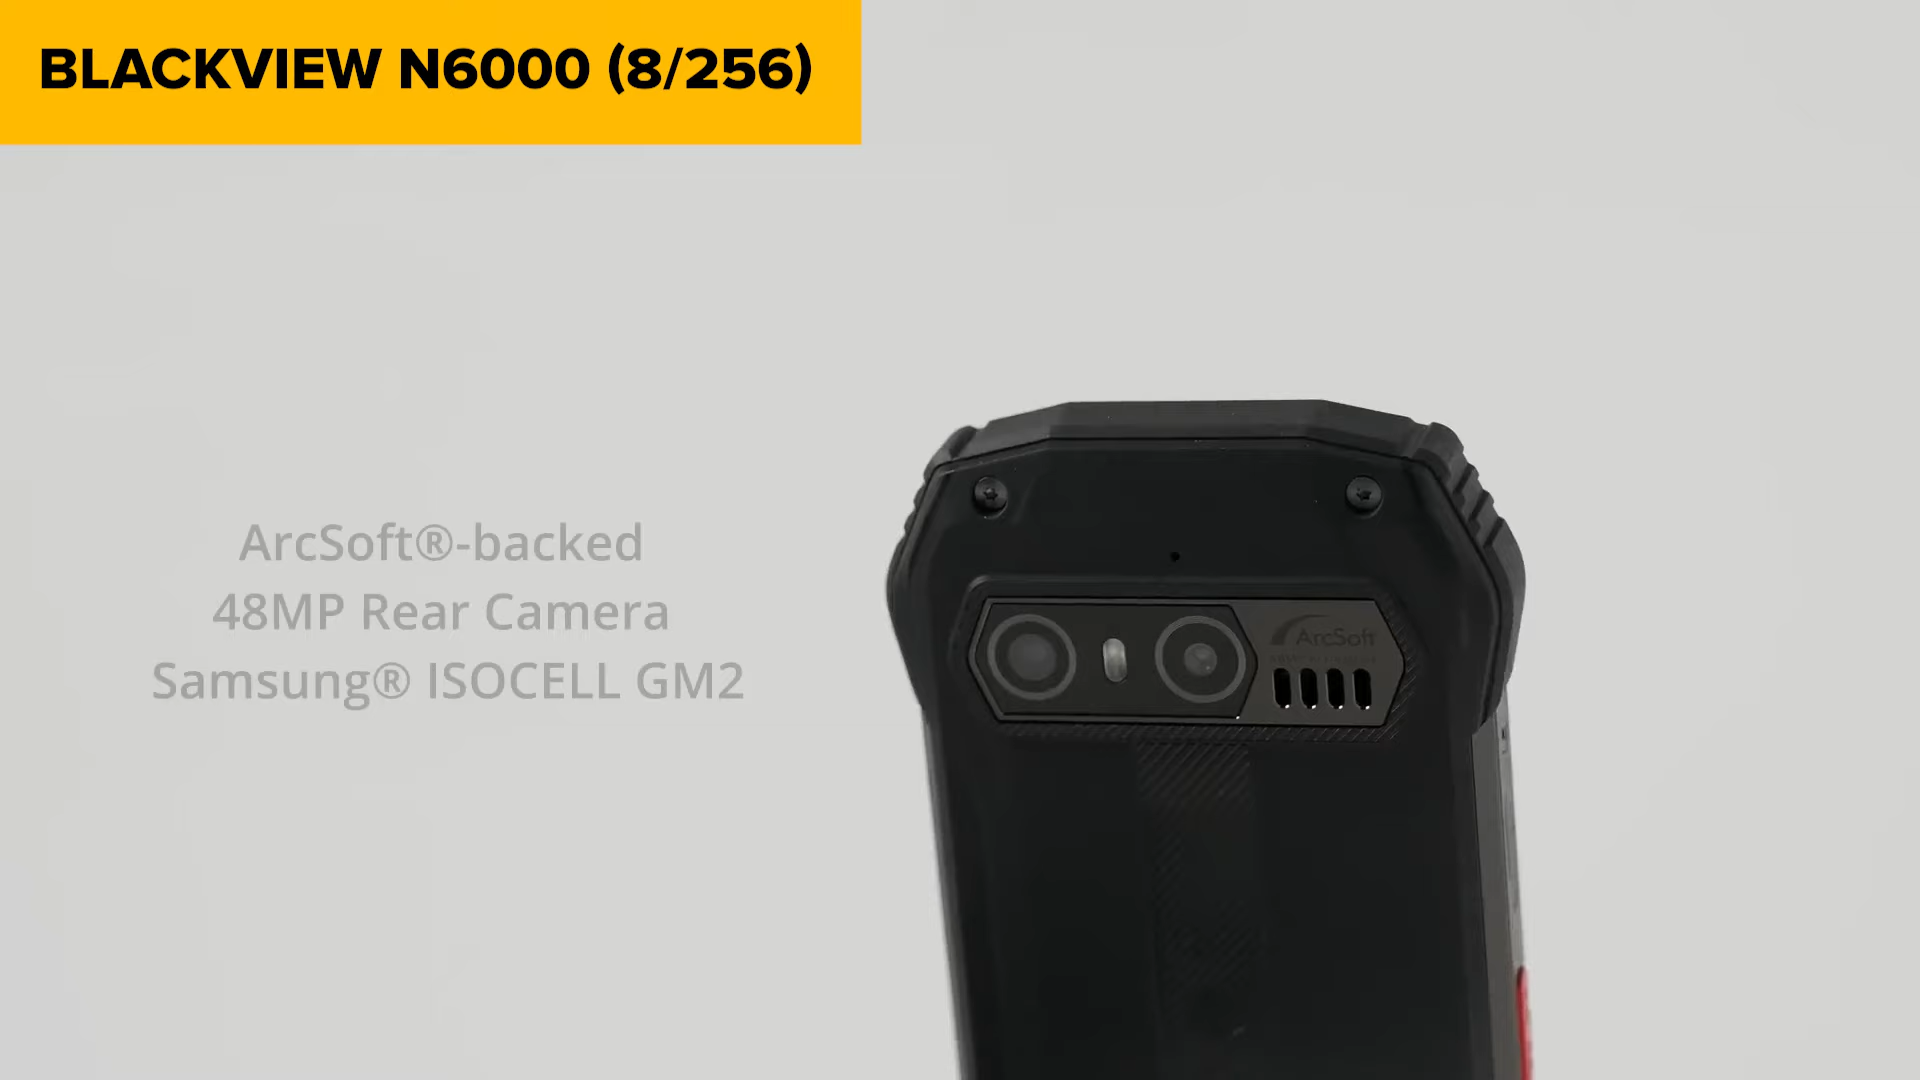 BLACKVIEW N6000 (8/256)
ArcSoft®-backed
48MP Rear Camera
Samsung® ISOCELL GM2
ArcSoft